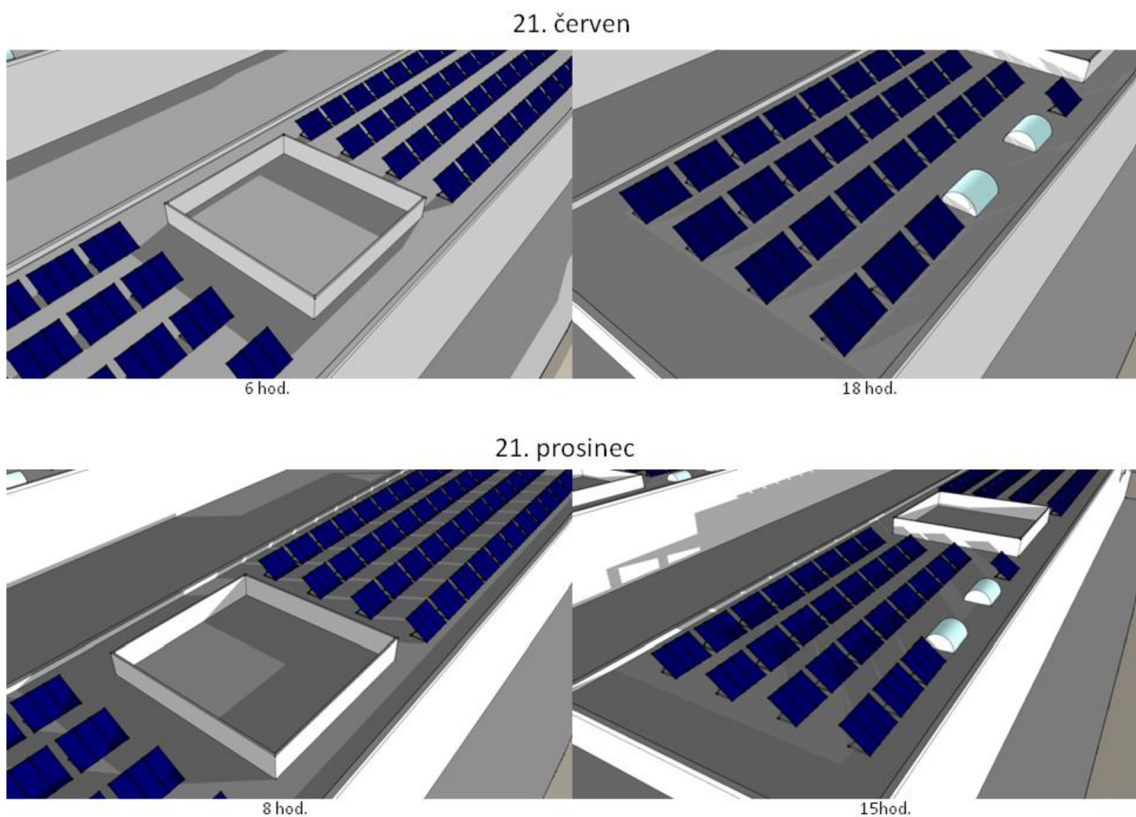 21. červen
6 hod.
18 hod.
21. prosinec
8 hod.
15hod.